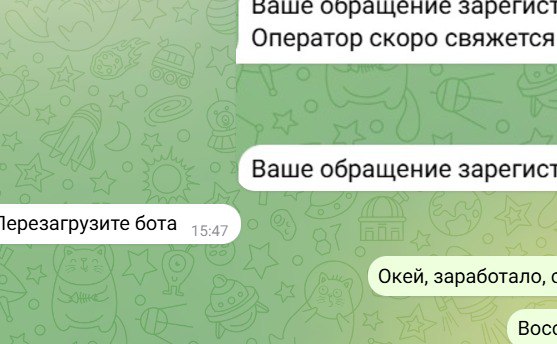 Ваше обращение зарегист
Оператор скоро свяжется
Ваше обращение зарегист
Перезагрузите бота 15:47
Окей, заработало, с
Восс